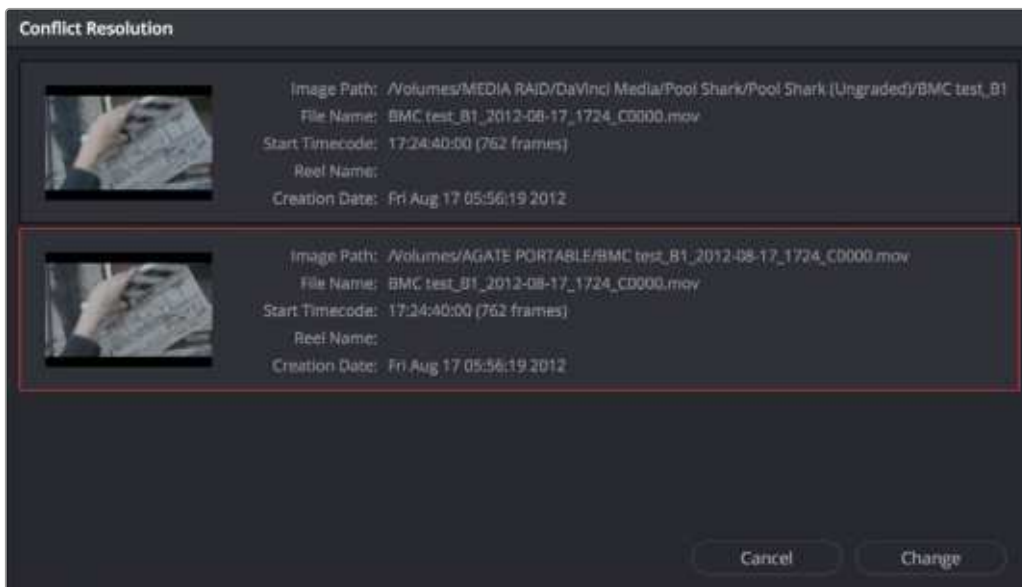 Conflict Resolution
Image Path: /Volumes/MEDIA RAID/DaVinci Media/Pool Shark/Pool Shark (Ungraded)/BMC test_B1
File Name: BMC test_B1_2012-08-17_1724_C0000.mov
Start Timecode: 17:24:40:00 (762 frames)
Reel Name:
Creation Date: Fri Aug 17 05:56:19 2012
Image Path: /Volumes/AGATE PORTABLE/BMC test_B1_2012-08-17_1724_C0000.mov
File Name: BMC test_B1_2012-08-17_1724_C0000.mov
Start Timecode: 17:24:40:00 (762 frames)
Reel Name:
Creation Date: Fri Aug 17 05:56:19 2012
Cancel
Change